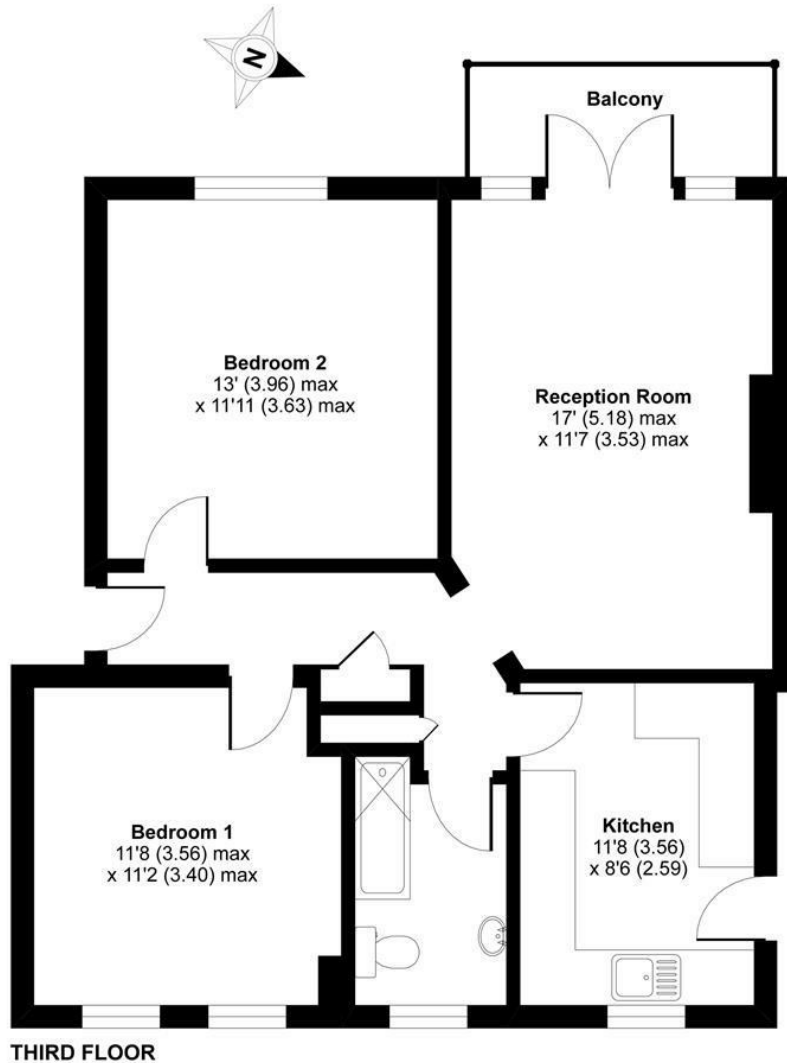 N
Balcony
Bedroom 2
13' (3.96) max
x 11'11 (3.63) max
Reception Room
17' (5.18) max
x 11'7 (3.53) max
Bedroom 1
11'8 (3.56) max
x 11'2 (3.40) max
Kitchen
11'8 (3.56)
x 8'6 (2.59)
THIRD FLOOR